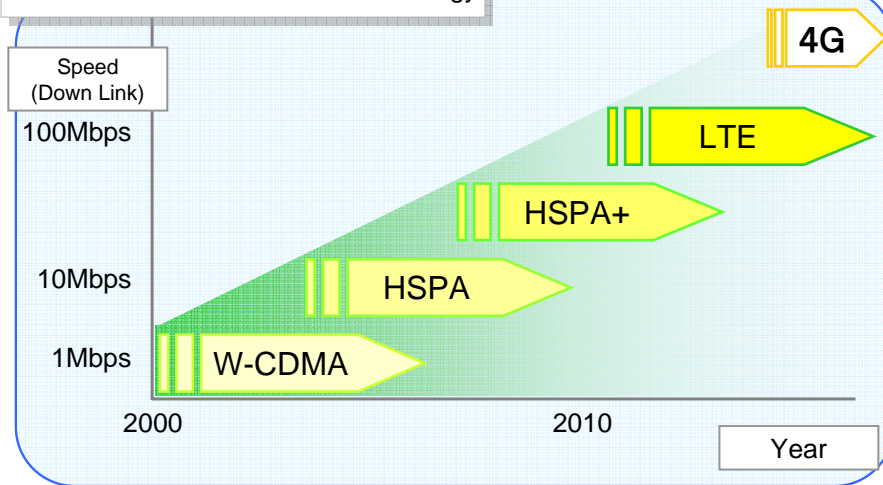 4G
Speed
(Down Link)
100Mbps
LTE
HSPA+
10Mbps
HSPA
1Mbps
W-CDMA
2000
2010
Year